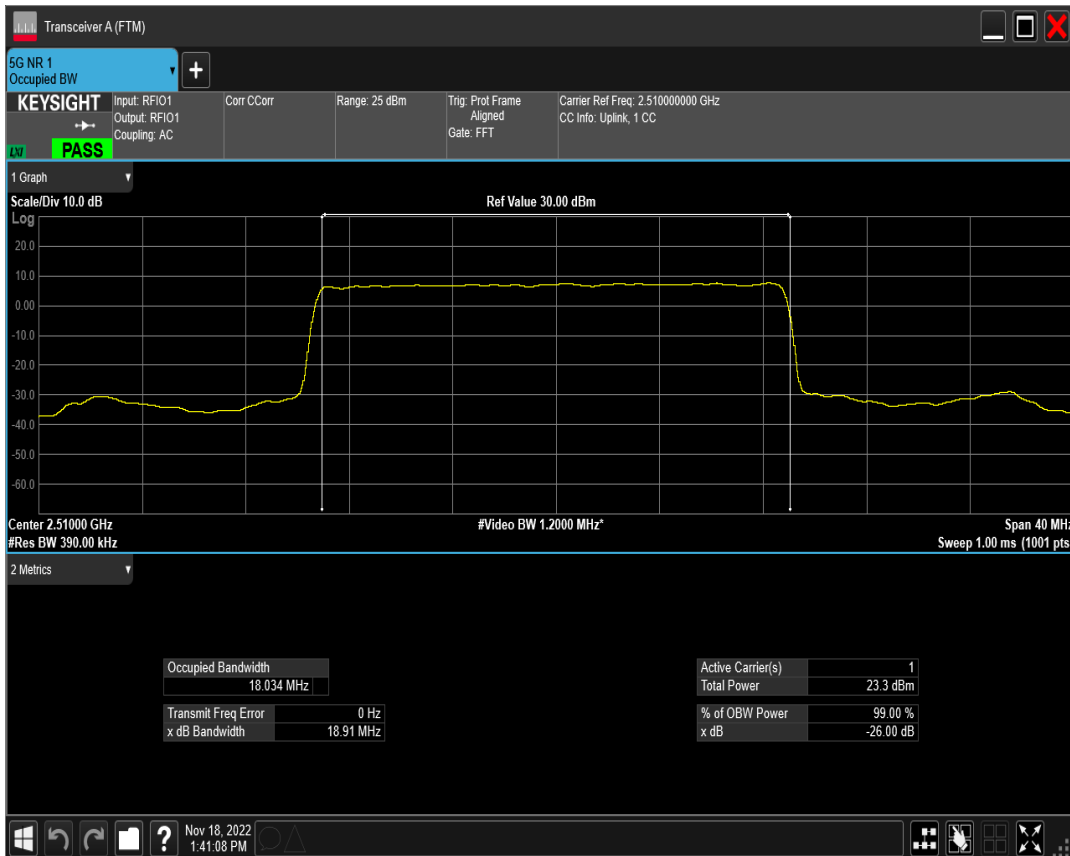 Transceiver A (FTM)
5G NR 1
Occupied BW
+
KEYSIGHT
LXI
PASS
Input: RFIO1
Output: RFIO1
Coupling: AC
Corr CCorr
Range: 25 dBm
Trig: Prot Frame
Aligned
Gate: FFT
Carrier Ref Freq: 2.510000000 GHz
CC Info: Uplink, 1 CC
1 Graph
Scale/Div 10.0 dB
Ref Value 30.00 dBm
Log
20.0
10.0
0.00
-10.0
-20.0
-30.0
-40.0
-50.0
-60.0
Center 2.51000 GHz
#Video BW 1.2000 MHz*
Span 40 MHz
#Res BW 390.00 kHz
Sweep 1.00 ms (1001 pts
2 Metrics
Occupied Bandwidth
18.034 MHz
Transmit Freq Error 0 Hz
x dB Bandwidth 18.91 MHz
Active Carrier(s) 1
Total Power 23.3 dBm
% of OBW Power 99.00 %
x dB -26.00 dB
?
Nov 18, 2022
1:41:08 PM